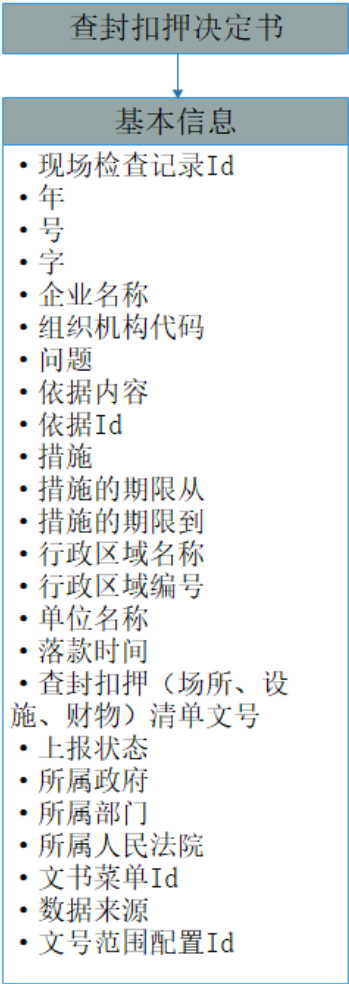 查封扣押决定书
基本信息
•现场检查记录Id
•年
•号
•字
•企业名称
•组织机构代码
•问题
•依据内容
•依据Id
•措施
•措施的期限从
•措施的期限到
•行政区域名称
•行政区域编号
•单位名称
•落款时间
•查封扣押（场所、设
施、财物）清单文号
•上报状态
•所属政府
•所属部门
•所属人民法院
•文书菜单Id
•数据来源
•文号范围配置Id